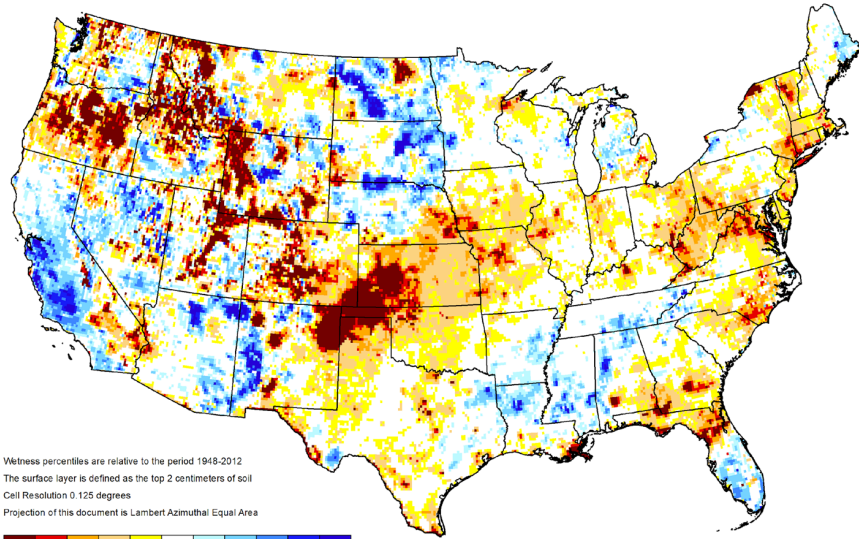 Wetness percentiles are relative to the period 1948-2012
The surface layer is defined as the top 2 centimeters of soil
Cell Resolution 0.125 degrees
Projection of this document is Lambert Azimuthal Equal Area